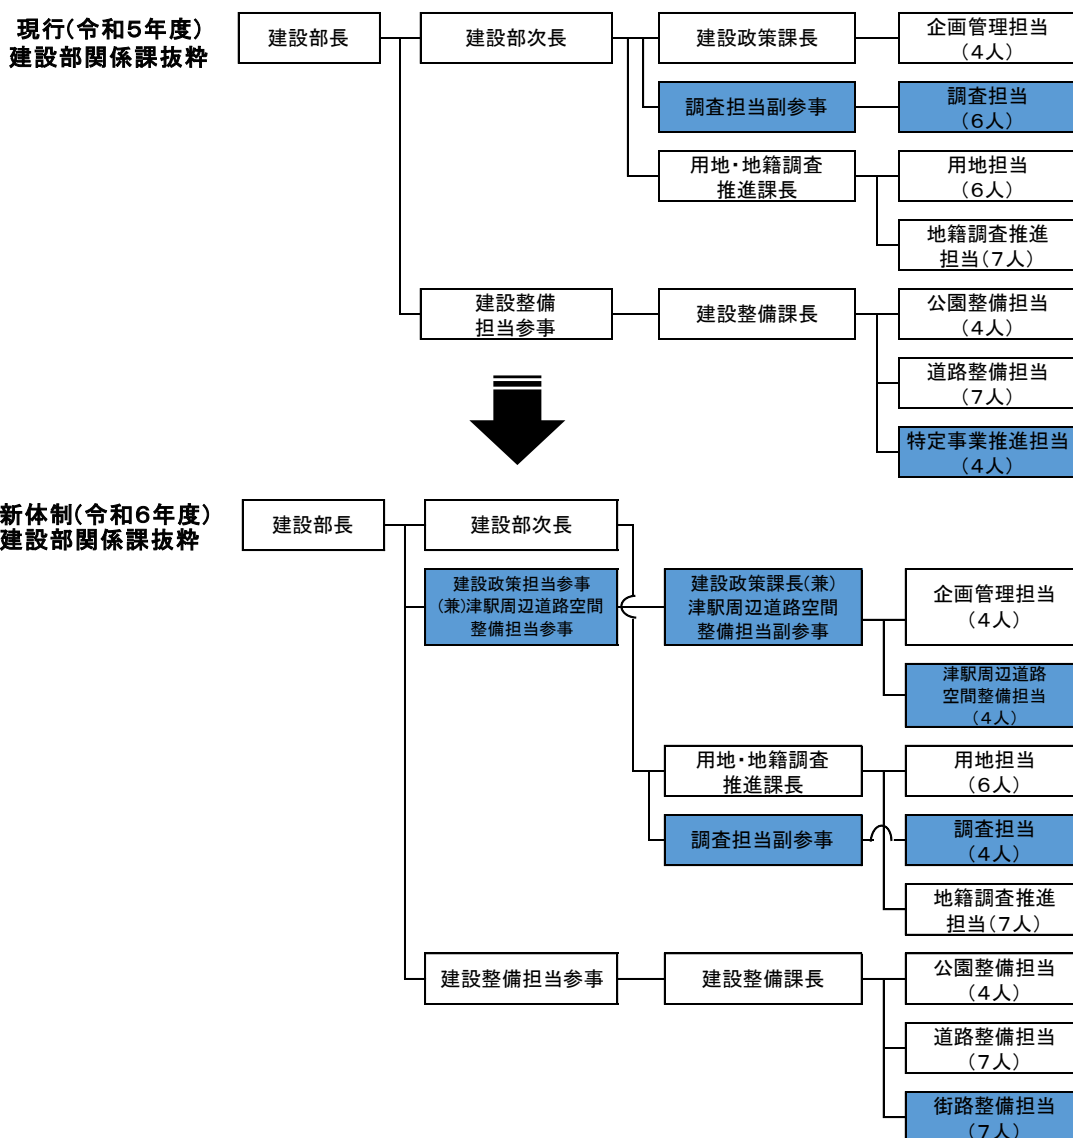 現行(令和5年度)
建設部関係課抜粋
建設部長
建設部次長
建設政策課長
企画管理担当
(4人)
調査担当副参事
調査担当
(6人)
用地・地籍調査
推進課長
用地担当
(6人)
地籍調査推進
担当(7人)
建設整備
担当参事
建設整備課長
公園整備担当
(4人)
道路整備担当
(7人)
特定事業推進担当
(4人)
新体制(令和6年度)
建設部関係課抜粋
建設部長
建設部次長
建設政策担当参事
(兼)津駅周辺道路空間
整備担当参事
建設政策課長(兼)
津駅周辺道路空間
整備担当副参事
企画管理担当
(4人)
津駅周辺道路
空間整備担当
(4人)
用地・地籍調査
推進課長
用地担当
(6人)
調査担当副参事
調査担当
(4人)
地籍調査推進
担当(7人)
建設整備担当参事
建設整備課長
公園整備担当
(4人)
道路整備担当
(7人)
街路整備担当
(7人)